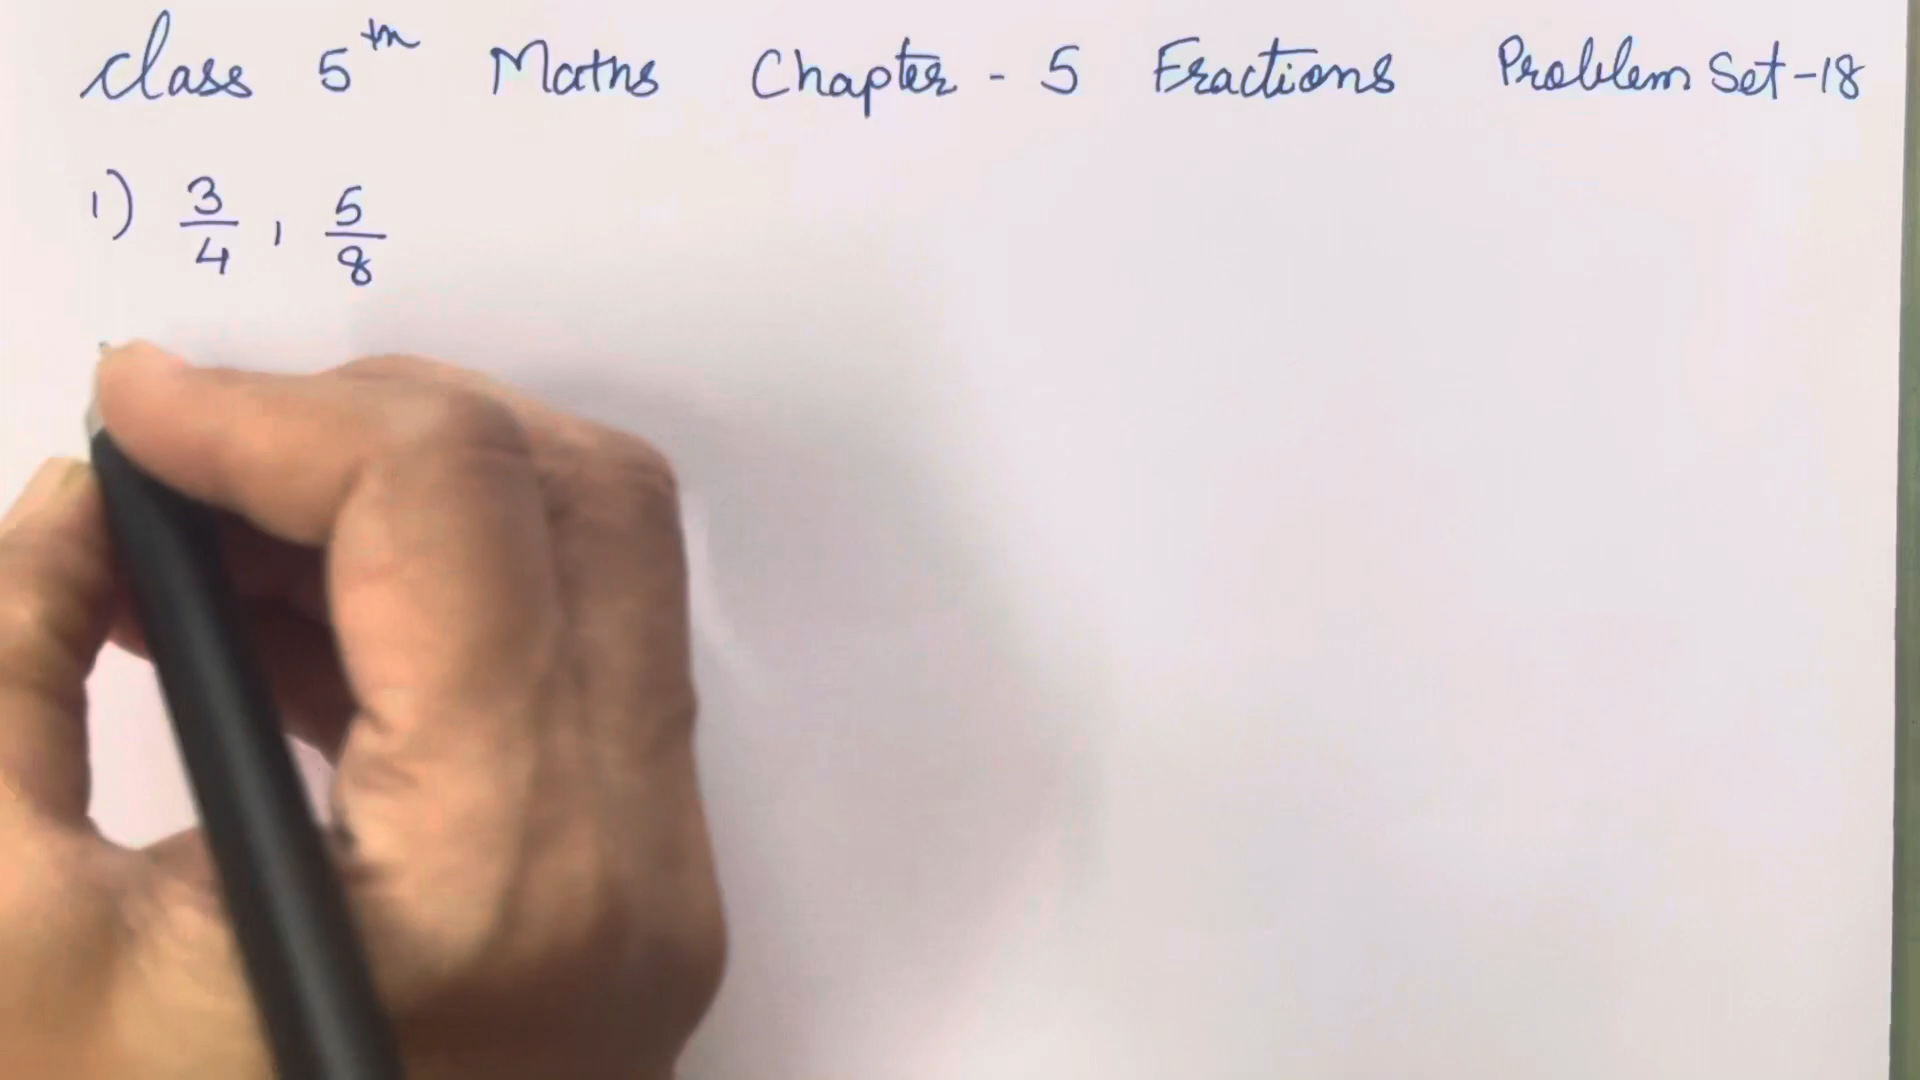 Class 5th Maths Chapter - 5 Fractions Problem Set - 18
1) 3/4 , 5/8